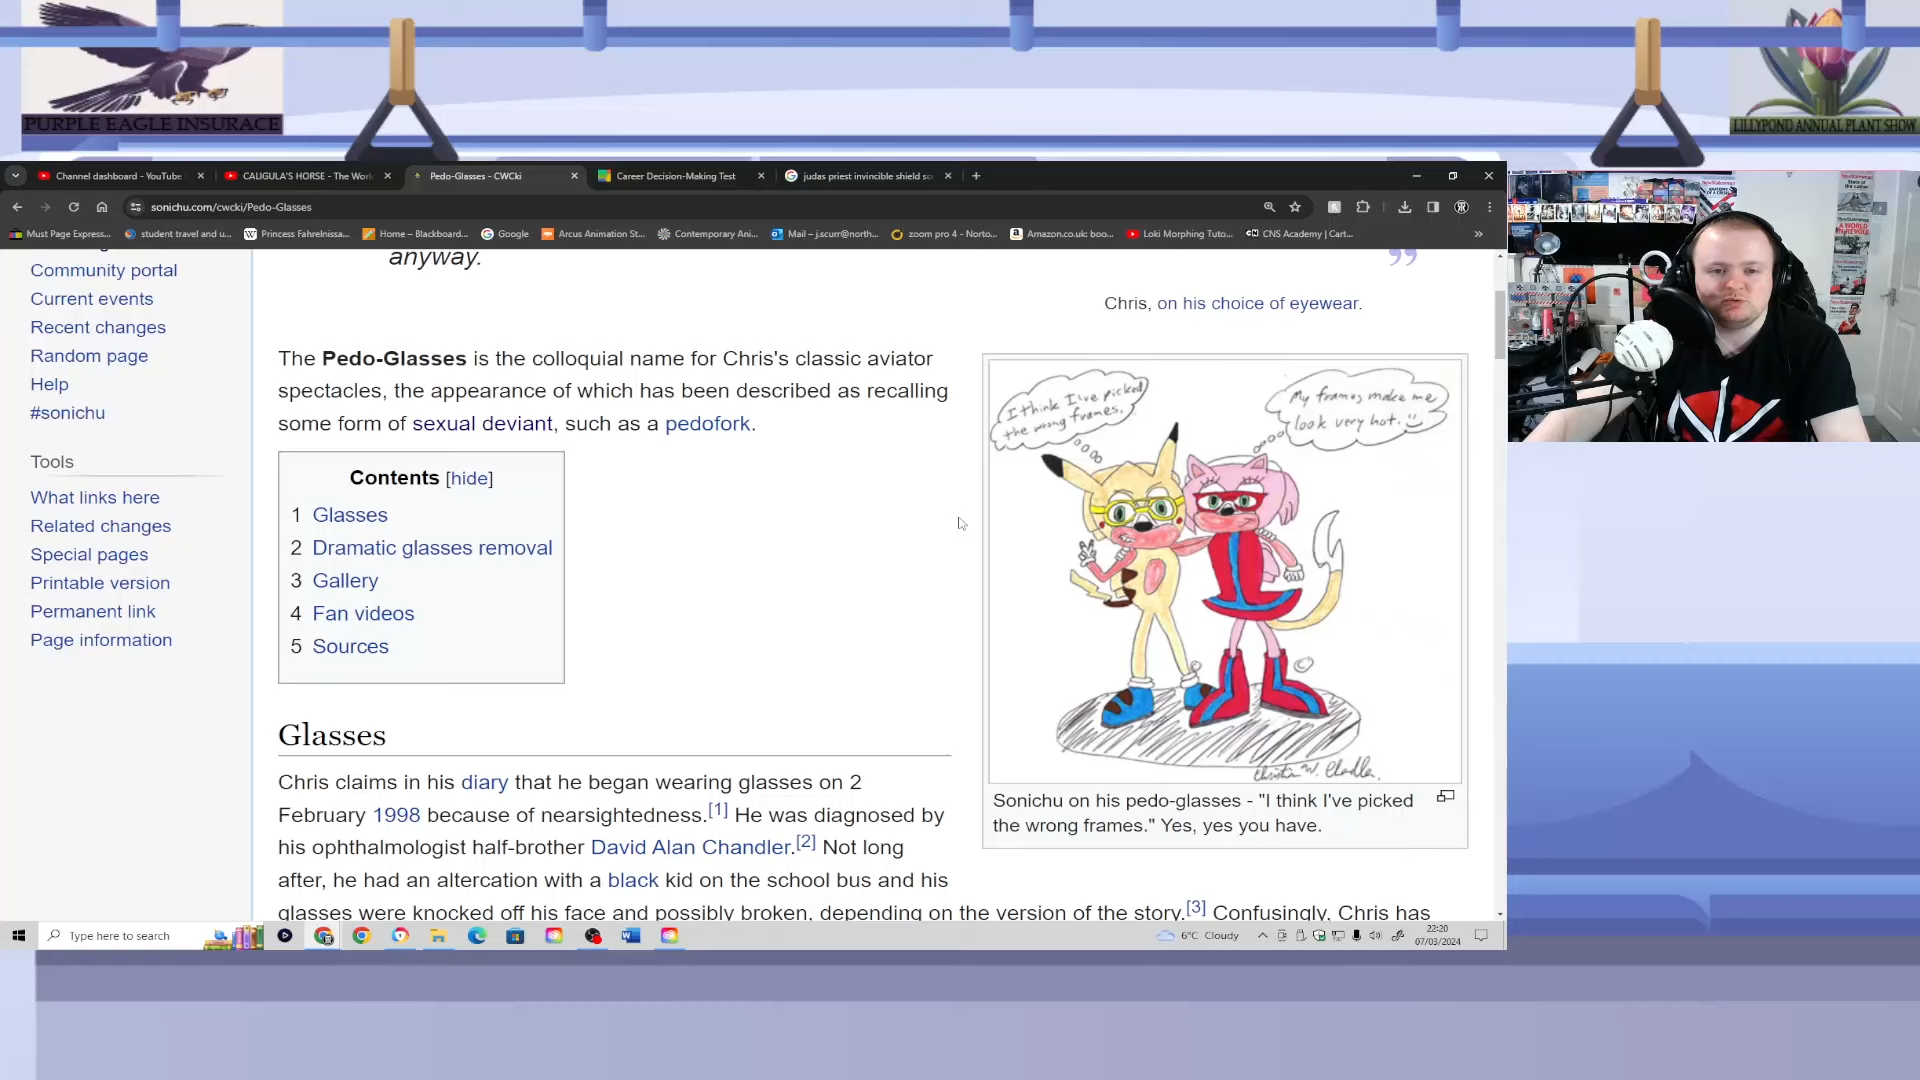 PURPLE EAGLE INSURACE
LILLYPOND ANNUAL PLANT SHOW
Channel dashboard - YouTube
CALIGULA'S HORSE - The Worl
Pedo-Glasses - CWCki
Career Decision-Making Test
judas priest invincible shield so
sonichu.com/cwcki/Pedo-Glasses
Must Page Express...
student travel and u...
Princess Fahrelnissa...
Home – Blackboard...
Google
Arcus Animation St...
Contemporary Ani...
Mail – j.scurr@north...
zoom pro 4 - Norto...
Amazon.co.uk: boo...
Loki Morphing Tuto...
CNS Academy | Cart...
Community portal
Current events
Recent changes
Random page
Help
#sonichu
Tools
What links here
Related changes
Special pages
Printable version
Permanent link
Page information
anyway.
”
Chris, on his choice of eyewear.
The Pedo-Glasses is the colloquial name for Chris's classic aviator
spectacles, the appearance of which has been described as recalling
some form of sexual deviant, such as a pedofork.
Contents [hide]
1 Glasses
2 Dramatic glasses removal
3 Gallery
4 Fan videos
5 Sources
I think I've picked
the wrong frames.
My frames make me
look very hot.
Christian W. Chandler.
Sonichu on his pedo-glasses - "I think I've picked
the wrong frames." Yes, yes you have.
Glasses
Chris claims in his diary that he began wearing glasses on 2
February 1998 because of nearsightedness.[1] He was diagnosed by
his ophthalmologist half-brother David Alan Chandler.[2] Not long
after, he had an altercation with a black kid on the school bus and his
glasses were knocked off his face and possibly broken, depending on the version of the story.[3] Confusingly, Chris has
Type here to search
6°C Cloudy
22:20
07/03/2024